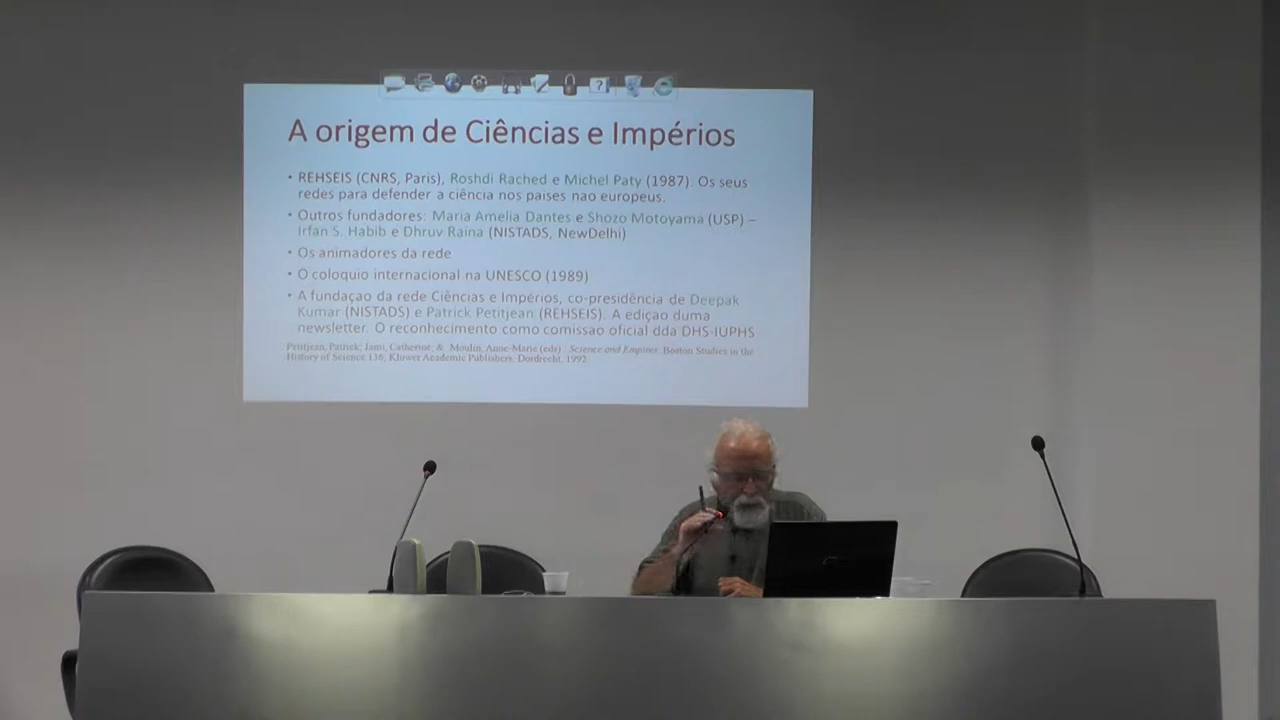 A origem de Ciências e Impérios
• REHSEIS (CNRS, Paris), Roshdi Rached e Michel Paty (1987). Os seus
redes para defender a ciência nos paises nao europeus.
• Outros fundadores: Maria Amelia Dantes e Shozo Motoyama (USP) –
Irfan S. Habib e Dhruv Raina (NISTADS, NewDelhi)
• Os animadores da rede
• O coloquio internacional na UNESCO (1989)
• A fundaçao da rede Ciências e Impérios, co-presidência de Deepak
Kumar (NISTADS) e Patrick Petitjean (REHSEIS). A ediçao duma
newsletter. O reconhecimento como comissao oficial dda DHS-IUPHS
Petitjean, Patrick; Jami, Catherine; & Moulin, Anne-Marie (eds) : Science and Empires. Boston Studies in the
History of Science 136; Kluwer Academic Publishers, Dordrecht, 1992